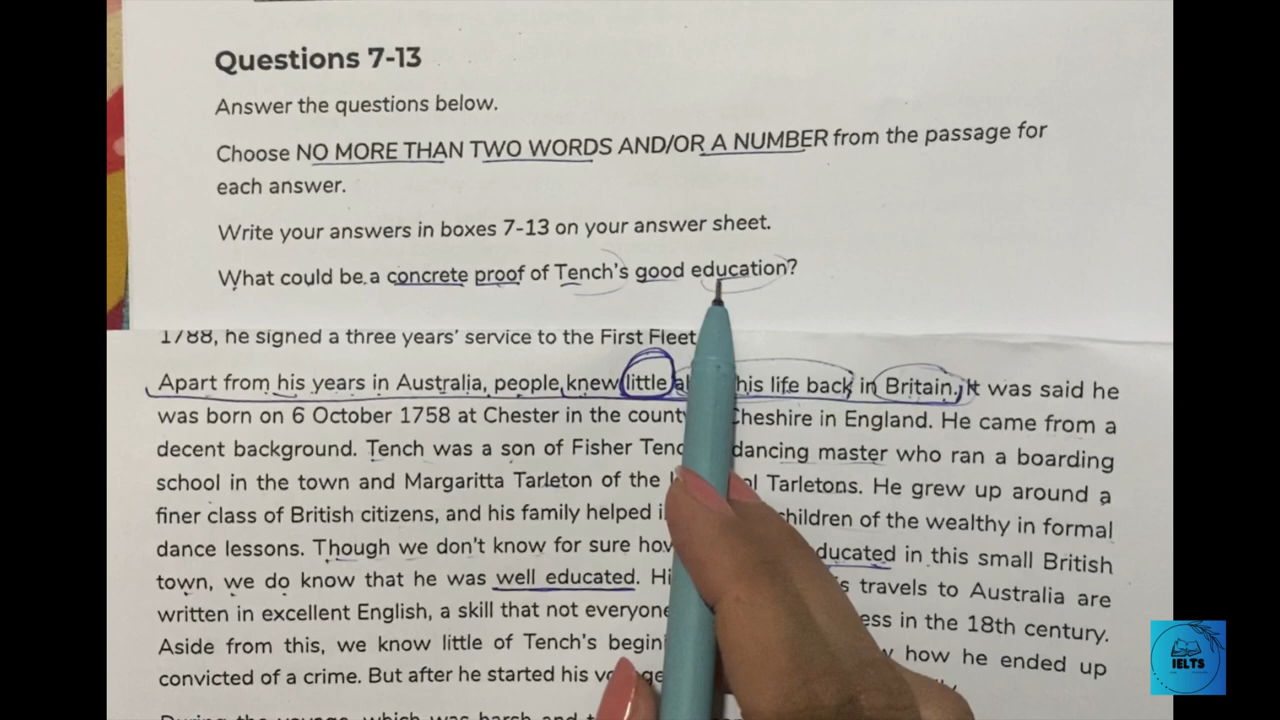 Questions 7-13
Answer the questions below.
Choose NO MORE THAN TWO WORDS AND/OR A NUMBER from the passage for
each answer.
Write your answers in boxes 7-13 on your answer sheet.
What could be a concrete proof of Tench's good education?
1788, he signed a three years' service to the First Fleet
Apart from his years in Australia, people knew little his life back in Britain. It was said he
was born on 6 October 1758 at Chester in the county Cheshire in England. He came from a
decent background. Tench was a son of Fisher dancing master who ran a boarding
school in the town and Margaritta Tarleton of the Tarletons. He grew up around a
finer class of British citizens, and his family helped children of the wealthy in formal
dance lessons. Though we don't know for sure in this small British
town, we do know that he was well educated. travels to Australia are
written in excellent English, a skill that not in the 18th century.
Aside from this, we know little of Tench's how he ended up
convicted of a crime. But after he started his
IELTS